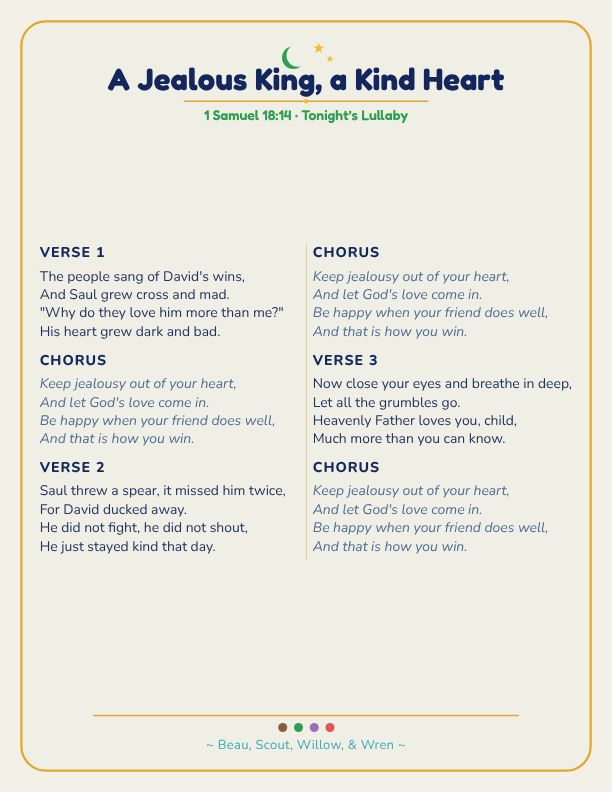 A Jealous King, a Kind Heart
1 Samuel 18:14 · Tonight's Lullaby
VERSE 1
The people sang of David's wins,
And Saul grew cross and mad.
"Why do they love him more than me?"
His heart grew dark and bad.
CHORUS
Keep jealousy out of your heart,
And let God's love come in.
Be happy when your friend does well,
And that is how you win.
VERSE 2
Saul threw a spear, it missed him twice,
For David ducked away.
He did not fight, he did not shout,
He just stayed kind that day.
CHORUS
Keep jealousy out of your heart,
And let God's love come in.
Be happy when your friend does well,
And that is how you win.
VERSE 3
Now close your eyes and breathe in deep,
Let all the grumbles go.
Heavenly Father loves you, child,
Much more than you can know.
CHORUS
Keep jealousy out of your heart,
And let God's love come in.
Be happy when your friend does well,
And that is how you win.
~ Beau, Scout, Willow, & Wren ~